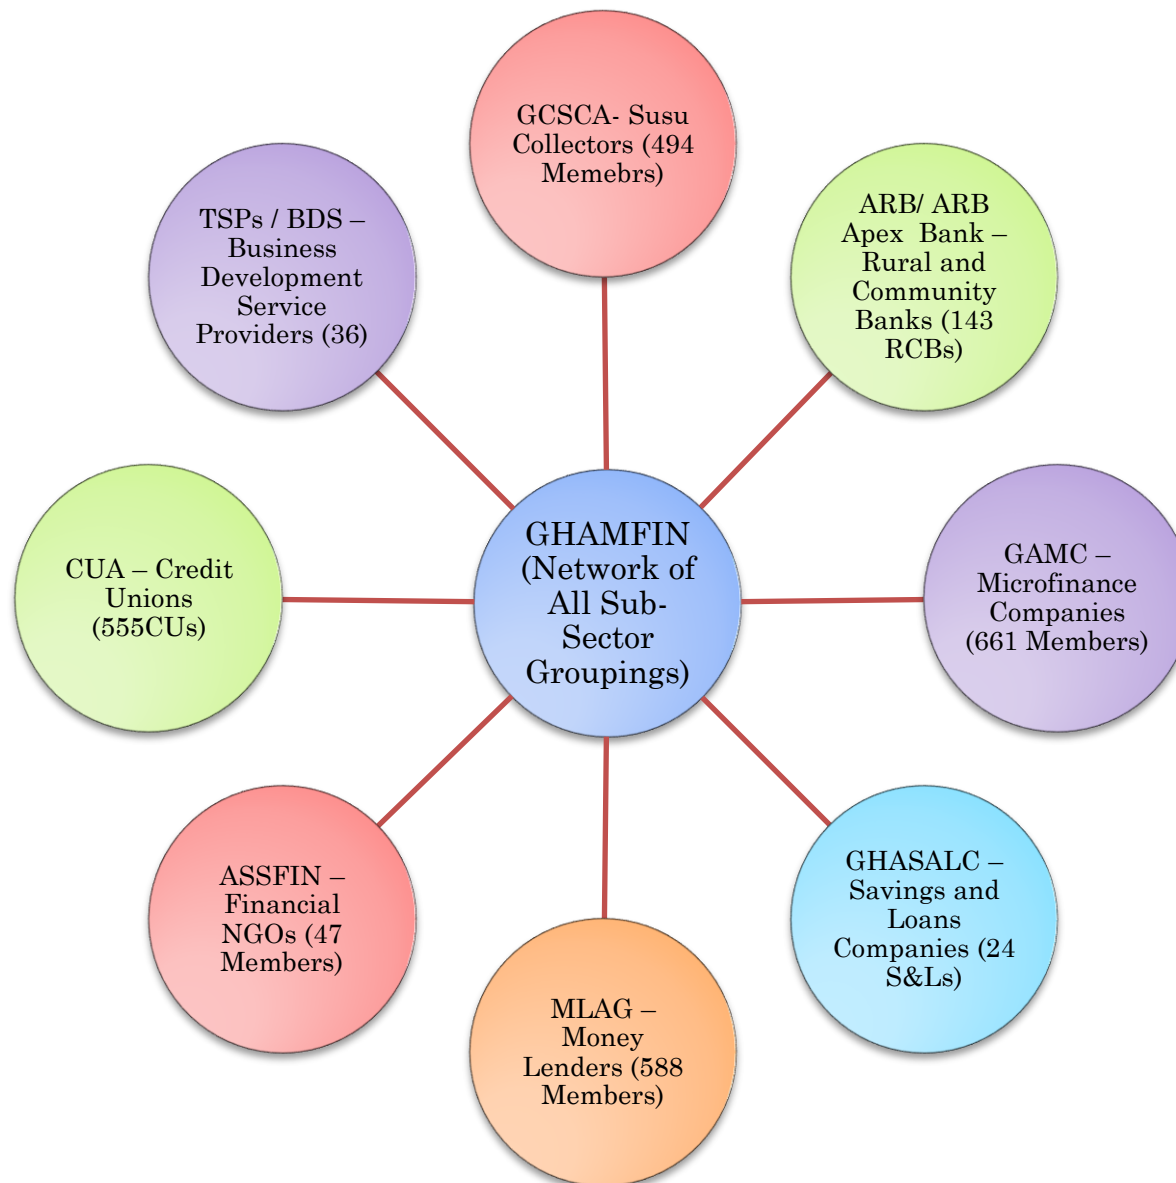 GCSCA- Susu
Collectors (494
Memebrs)
TSPs / BDS –
Business
Development
Service
Providers (36)
ARB/ ARB
Apex Bank –
Rural and
Community
Banks (143
RCBs)
GHAMFIN
(Network of
All Sub-
Sector
Groupings)
CUA – Credit
Unions
(555CUs)
GAMC –
Microfinance
Companies
(661 Members)
ASSFIN –
Financial
NGOs (47
Members)
GHASALC –
Savings and
Loans
Companies (24
S&Ls)
MLAG –
Money
Lenders (588
Members)